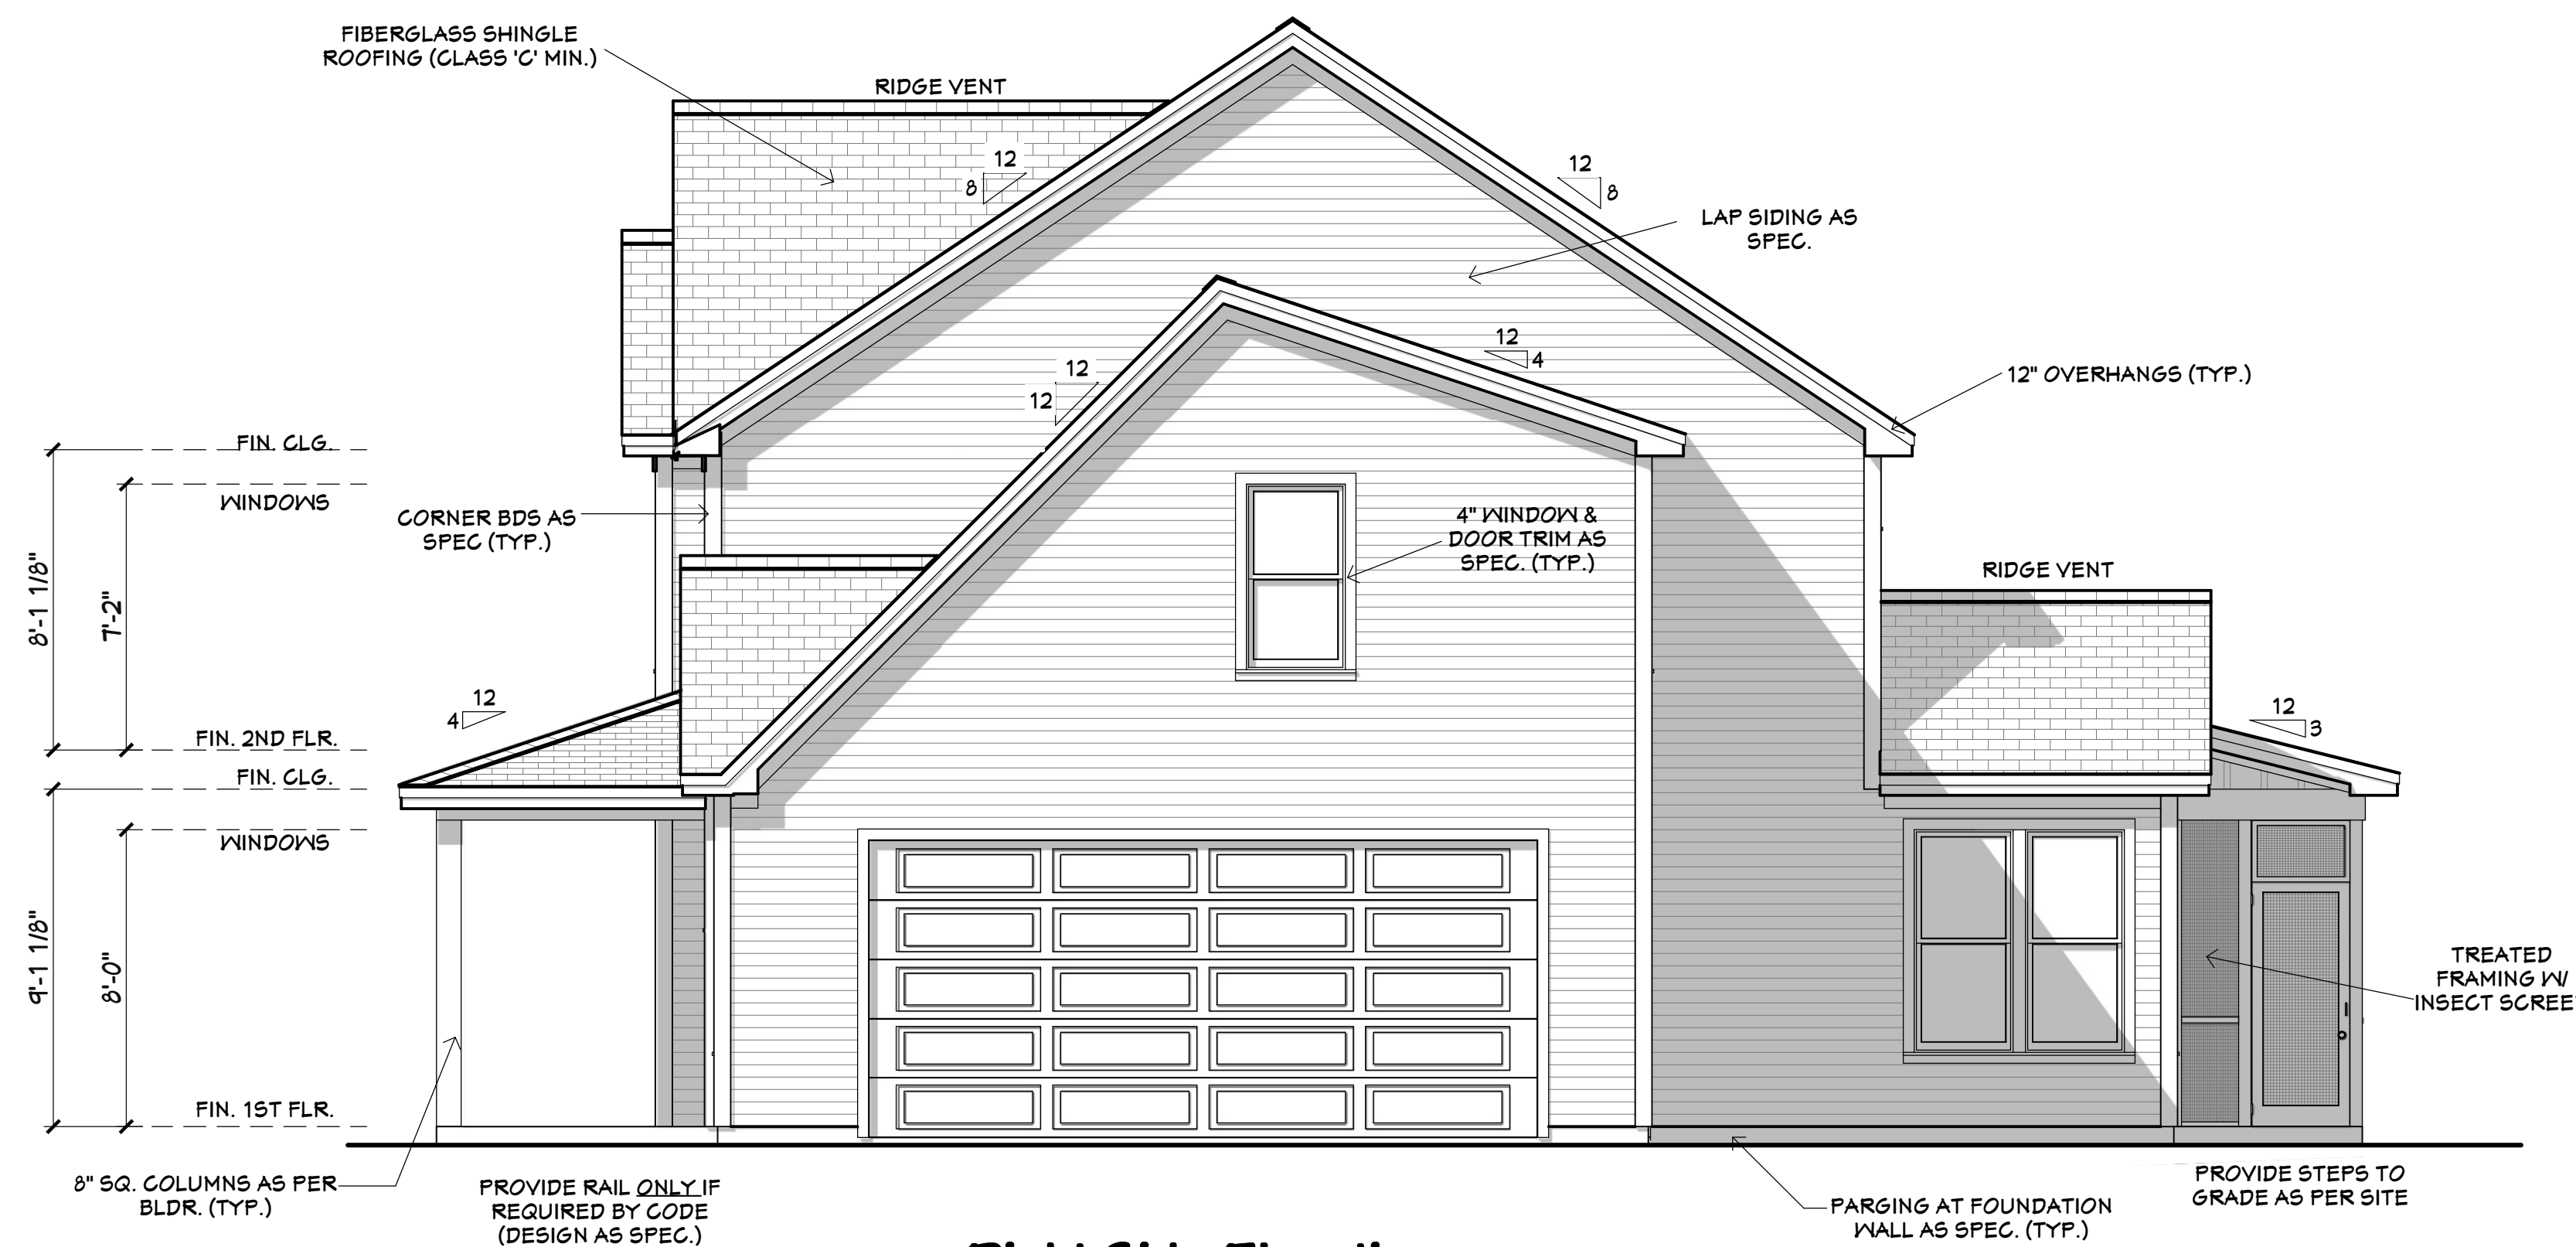 FIBERGLASS SHINGLE
ROOFING (CLASS 'C' MIN.)
RIDGE VENT
12
8
12
8
LAP SIDING AS
SPEC.
12
4
12
12
12" OVERHANGS (TYP.)
FIN. CLG.
WINDOWS
CORNER BDS AS
SPEC (TYP.)
4" WINDOW &
DOOR TRIM AS
SPEC. (TYP.)
8'-1 1/8"
7'-2"
RIDGE VENT
12
4
12
3
FIN. 2ND FLR.
FIN. CLG.
WINDOWS
9'-1 1/8"
8'-0"
TREATED
FRAMING W/
INSECT SCREE
FIN. 1ST FLR.
8" SQ. COLUMNS AS PER
BLDR. (TYP.)
PROVIDE RAIL ONLY IF
REQUIRED BY CODE
(DESIGN AS SPEC.)
PARGING AT FOUNDATION
WALL AS SPEC. (TYP.)
PROVIDE STEPS TO
GRADE AS PER SITE
Right Side Elevation